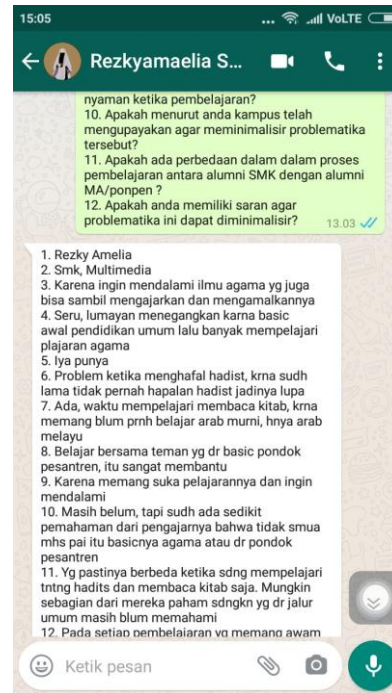 15:05
... VoLTE
Rezkyamaelia S...
nyaman ketika pembelajaran?
10. Apakah menurut anda kampus telah
mengupayakan agar meminimalisir problematika
tersebut?
11. Apakah ada perbedaan dalam dalam proses
pembelajaran antara alumni SMK dengan alumni
MA/ponpen ?
12. Apakah anda memiliki saran agar
problematika ini dapat diminimalisir?
13.03
1. Rezky Amelia
2. Smk, Multimedia
3. Karena ingin mendalami ilmu agama yg juga
bisa sambil mengajarkan dan mengamalkannya
4. Seru, lumayan menegangkan karna basic
awal pendidikan umum lalu banyak mempelajari
plajaran agama
5. Iya punya
6. Problem ketika menghafal hadist, krna sudh
lama tidak pernah hapalan hadist jadinya lupa
7. Ada, waktu mempelajari membaca kitab, krna
memang blum prnh belajar arab murni, hnya arab
melayu
8. Belajar bersama teman yg dr basic pondok
pesantren, itu sangat membantu
9. Karena memang suka pelajarannya dan ingin
mendalami
10. Masih belum, tapi sudh ada sedikit
pemahaman dari pengajarnya bahwa tidak smua
mhs pai itu basicnya agama atau dr pondok
pesantren
11. Yg pastinya berbeda ketika sdng mempelajari
tntng hadits dan membaca kitab saja. Mungkin
sebagian dari mereka paham sdngkn yg dr jalur
umum masih blum memahami
12. Pada setiap pembelajaran yg memang awam
Ketik pesan